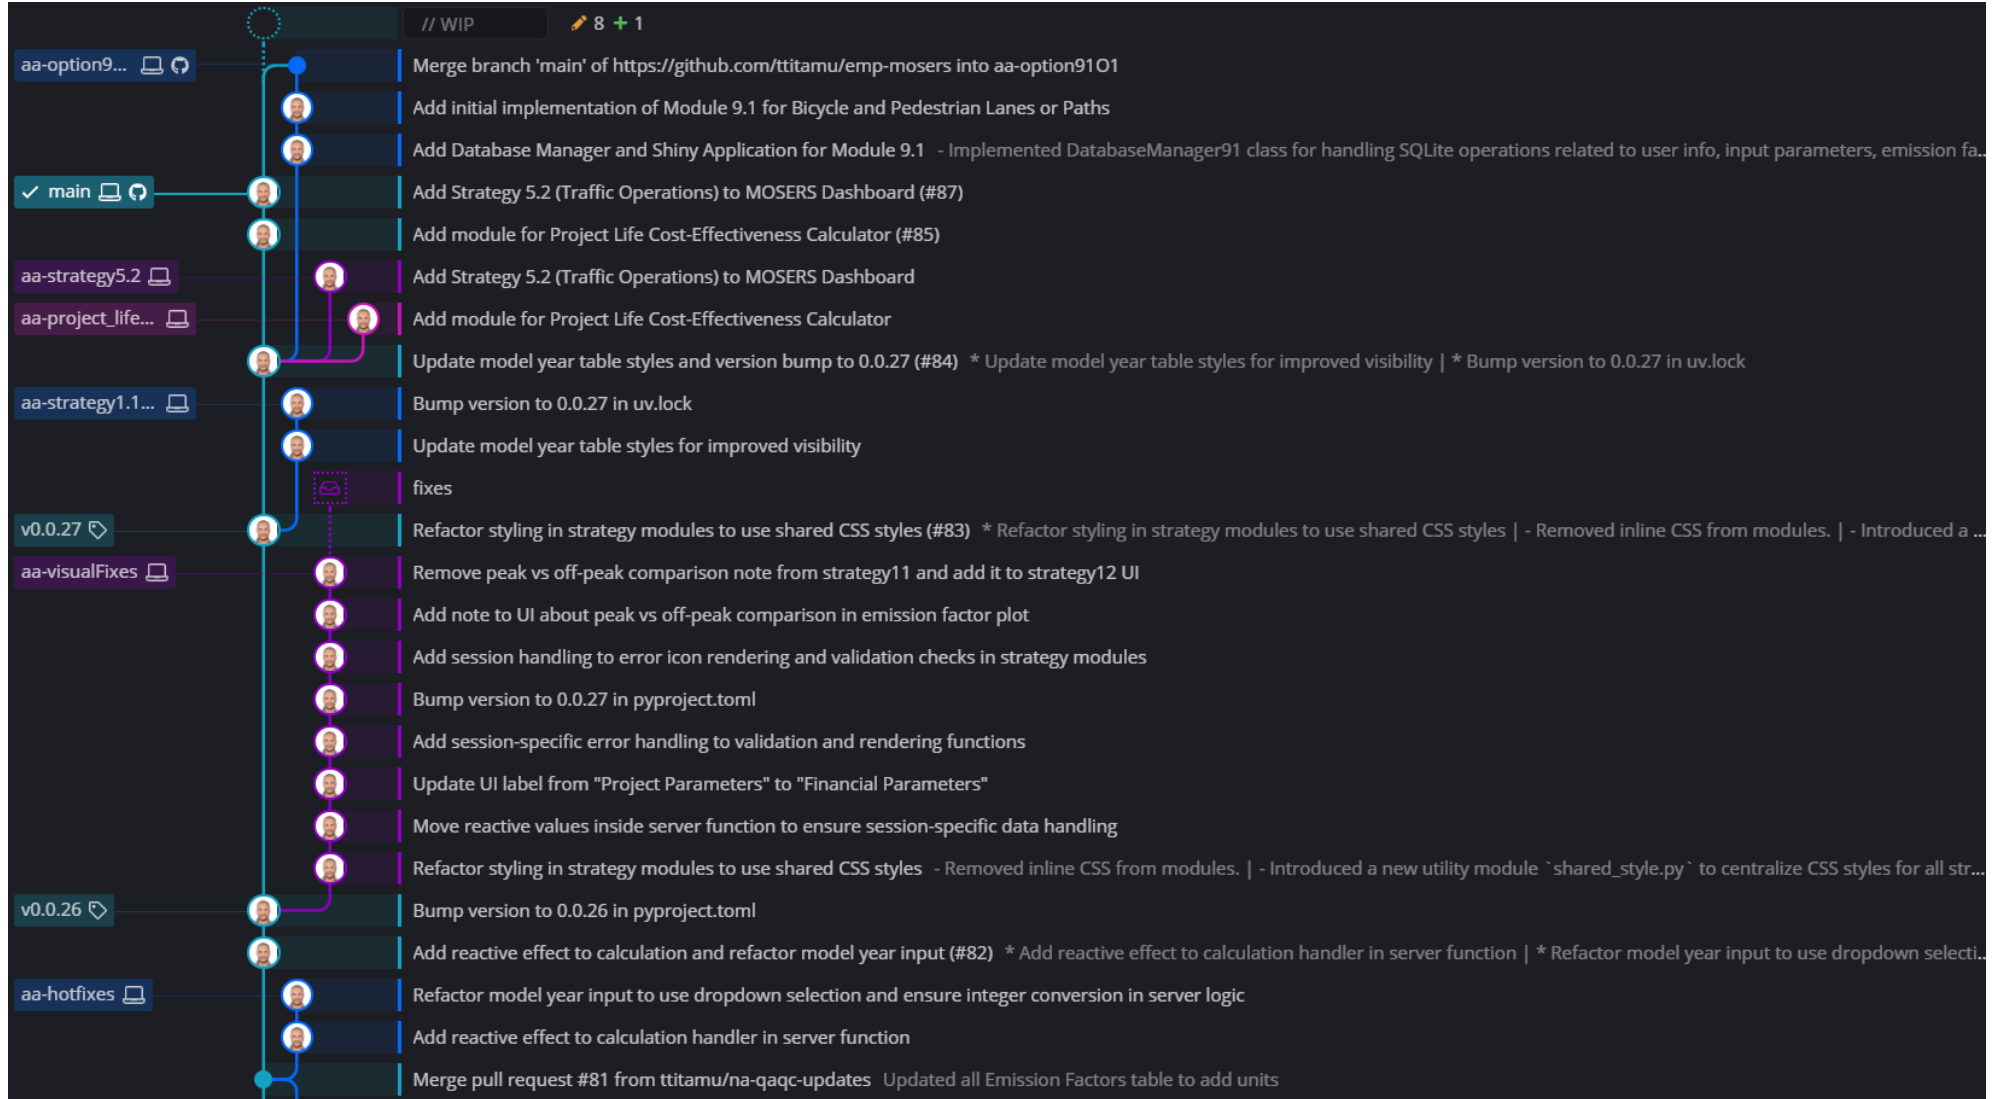 // WIP 8 + 1
aa-option9... Merge branch 'main' of https://github.com/ttitamu/emp-mosers into aa-option91O1
Add initial implementation of Module 9.1 for Bicycle and Pedestrian Lanes or Paths
Add Database Manager and Shiny Application for Module 9.1 - Implemented DatabaseManager91 class for handling SQLite operations related to user info, input parameters, emission fa...
main Add Strategy 5.2 (Traffic Operations) to MOSERS Dashboard (#87)
Add module for Project Life Cost-Effectiveness Calculator (#85)
aa-strategy5.2 Add Strategy 5.2 (Traffic Operations) to MOSERS Dashboard
aa-project_life... Add module for Project Life Cost-Effectiveness Calculator
Update model year table styles and version bump to 0.0.27 (#84) * Update model year table styles for improved visibility | * Bump version to 0.0.27 in uv.lock
aa-strategy1.1... Bump version to 0.0.27 in uv.lock
Update model year table styles for improved visibility
fixes
v0.0.27 Refactor styling in strategy modules to use shared CSS styles (#83) * Refactor styling in strategy modules to use shared CSS styles | - Removed inline CSS from modules. | - Introduced a ...
aa-visualFixes Remove peak vs off-peak comparison note from strategy11 and add it to strategy12 UI
Add note to UI about peak vs off-peak comparison in emission factor plot
Add session handling to error icon rendering and validation checks in strategy modules
Bump version to 0.0.27 in pyproject.toml
Add session-specific error handling to validation and rendering functions
Update UI label from "Project Parameters" to "Financial Parameters"
Move reactive values inside server function to ensure session-specific data handling
Refactor styling in strategy modules to use shared CSS styles - Removed inline CSS from modules. | - Introduced a new utility module `shared_style.py` to centralize CSS styles for all str...
v0.0.26 Bump version to 0.0.26 in pyproject.toml
Add reactive effect to calculation and refactor model year input (#82) * Add reactive effect to calculation handler in server function | * Refactor model year input to use dropdown selecti...
aa-hotfixes Refactor model year input to use dropdown selection and ensure integer conversion in server logic
Add reactive effect to calculation handler in server function
Merge pull request #81 from ttitamu/na-qaqc-updates Updated all Emission Factors table to add units